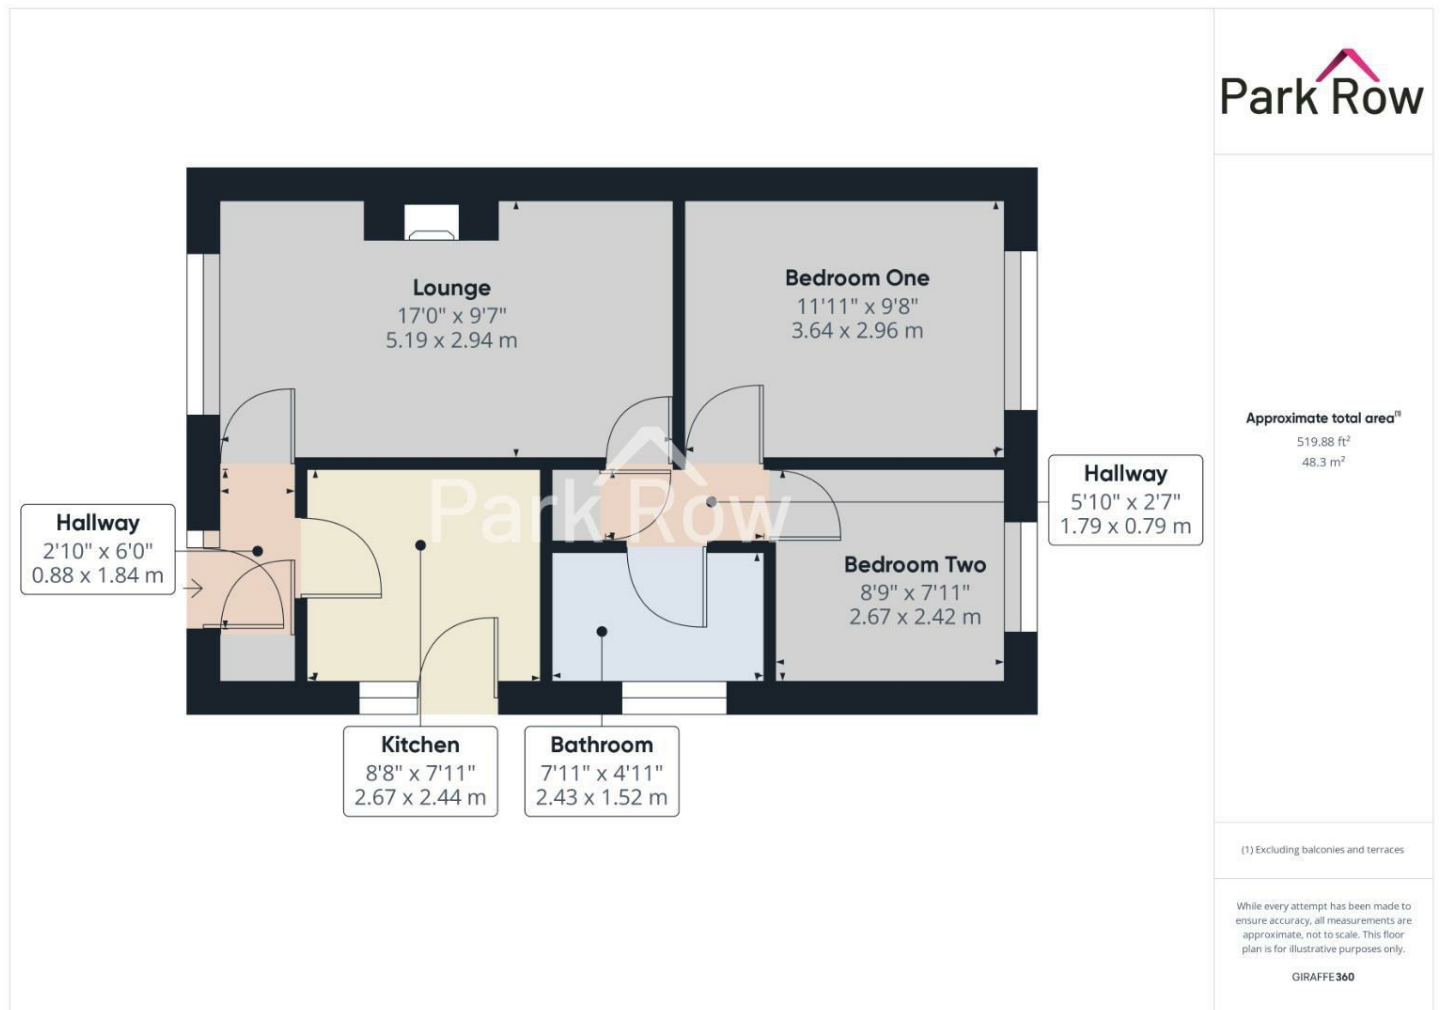 Park Row
Lounge
17'0" x 9'7"
5.19 x 2.94 m
Bedroom One
11'11" x 9'8"
3.64 x 2.96 m
Hallway
2'10" x 6'0"
0.88 x 1.84 m
Hallway
5'10" x 2'7"
1.79 x 0.79 m
Bedroom Two
8'9" x 7'11"
2.67 x 2.42 m
Kitchen
8'8" x 7'11"
2.67 x 2.44 m
Bathroom
7'11" x 4'11"
2.43 x 1.52 m
Park Row
Approximate total area(1)
519.88 ft²
48.3 m²
(1) Excluding balconies and terraces
While every attempt has been made to
ensure accuracy, all measurements are
approximate, not to scale. This floor
plan is for illustrative purposes only.
GIRAFFE360